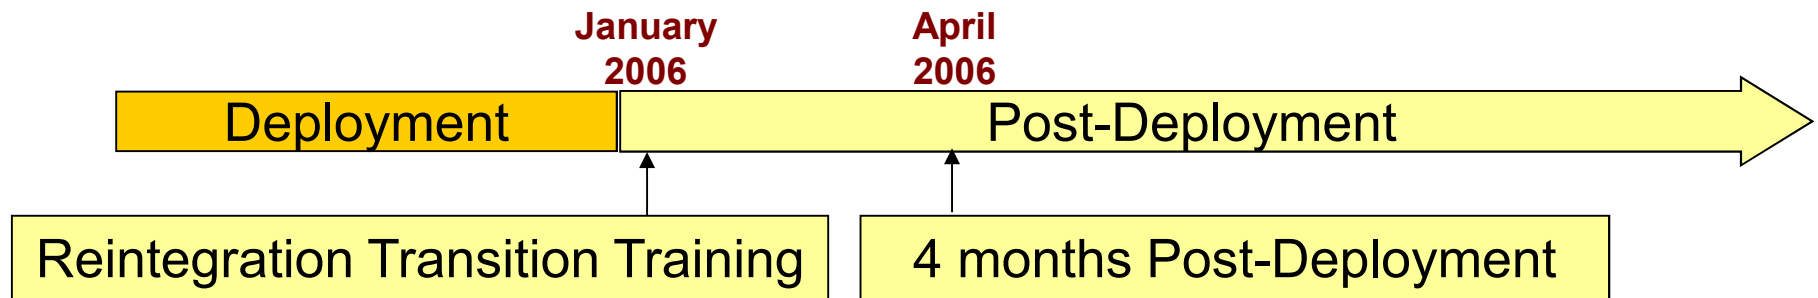 January
2006
April
2006
Deployment
Post-Deployment
Reintegration Transition Training
4 months Post-Deployment